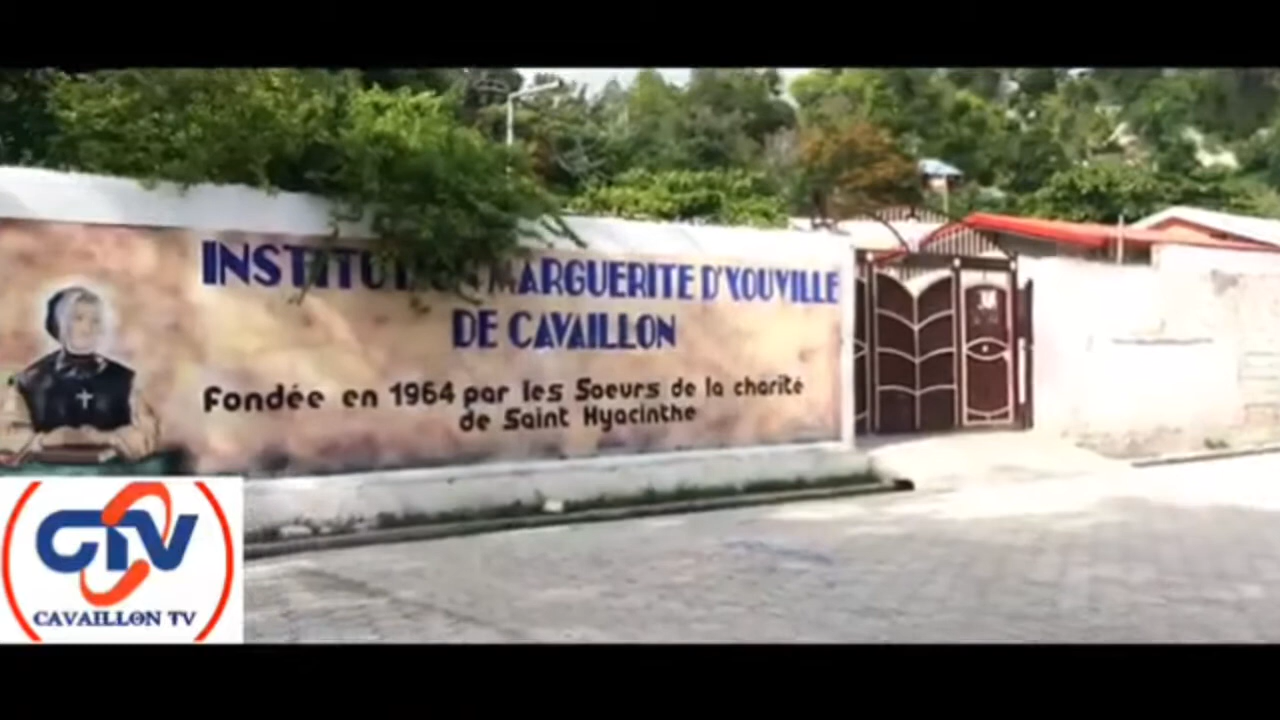 INSTITUTION MARGUERITE D'YOUVILLE
DE CAVAILLON
Fondée en 1964 par les Soeurs de la charité
de Saint Hyacinthe
CTV
CAVAILLON TV